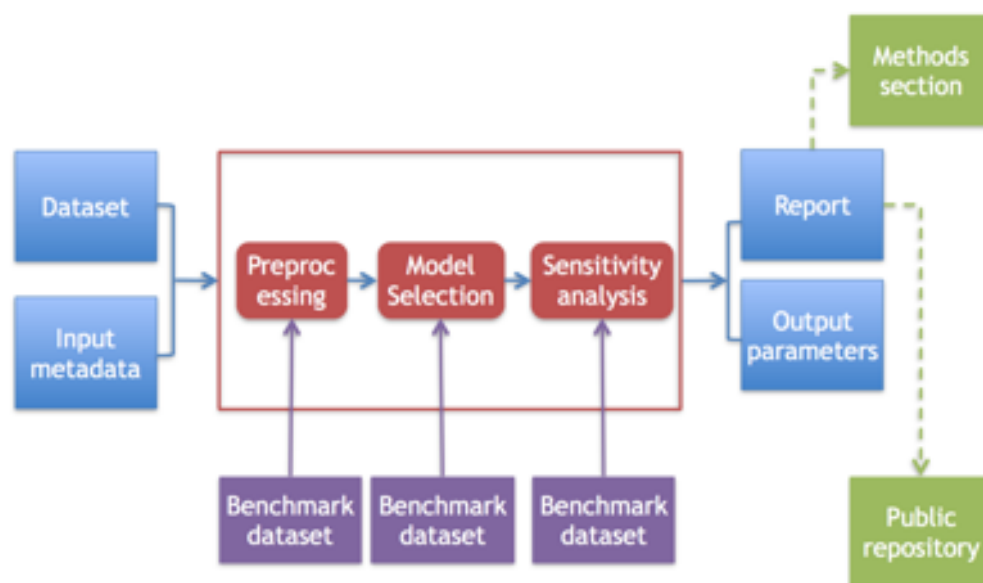 Methods
section
Dataset
Report
Preproc
essing
Model
Selection
Sensitivity
analysis
Input
metadata
Output
parameters
Benchmark
dataset
Benchmark
dataset
Benchmark
dataset
Public
repository